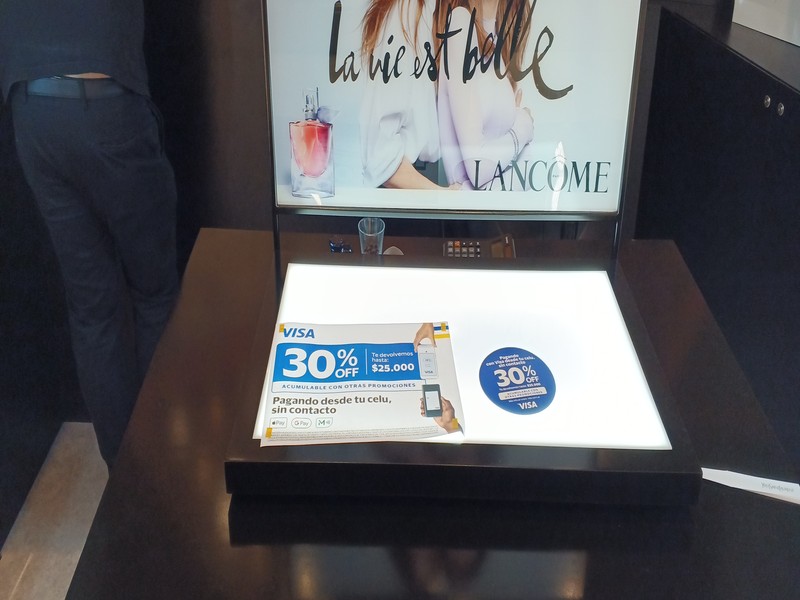 La vie est belle
LANCÔME
VISA
30% OFF
Te devolvemos
hasta:
$25.000
ACUMULABLE CON OTRAS PROMOCIONES
Pagando desde tu celu,
sin contacto
Pay
G Pay
Pagando
con Visa desde tu celu,
sin contacto
30% OFF
VISA